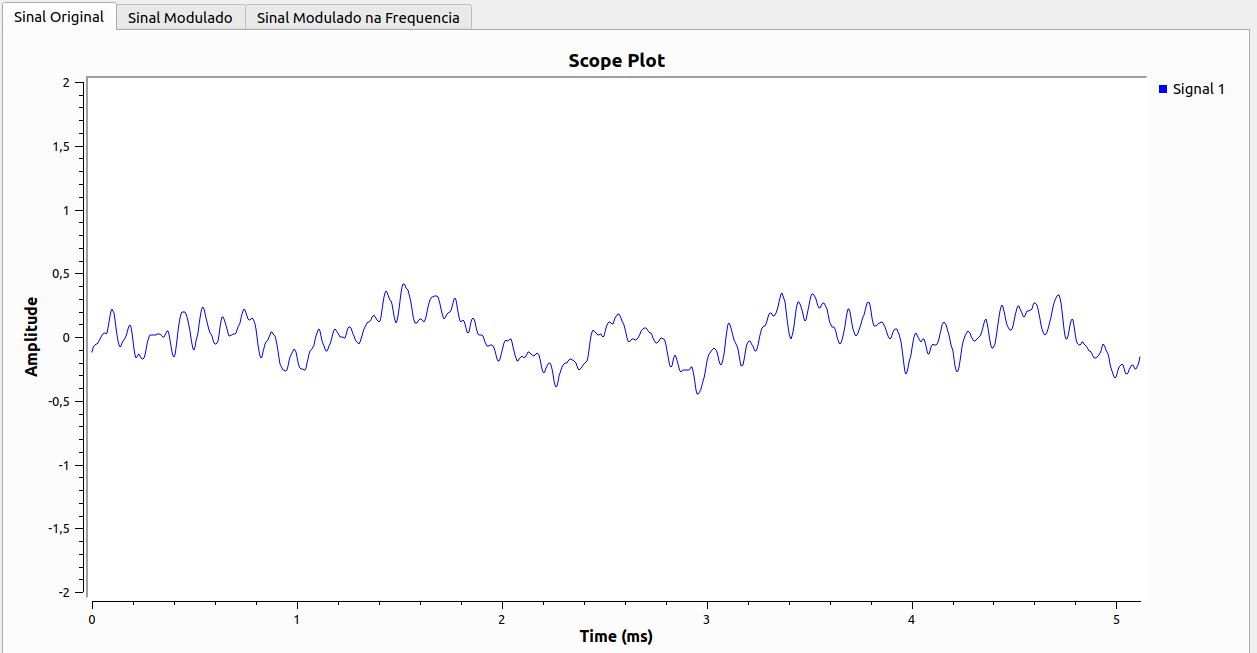 Sinal Original
Sinal Modulado
Sinal Modulado na Frequencia
Scope Plot
Signal 1
Amplitude
2
1,5
1
0,5
0
-0,5
-1
-1,5
-2
0 1 2 3 4 5
Time (ms)